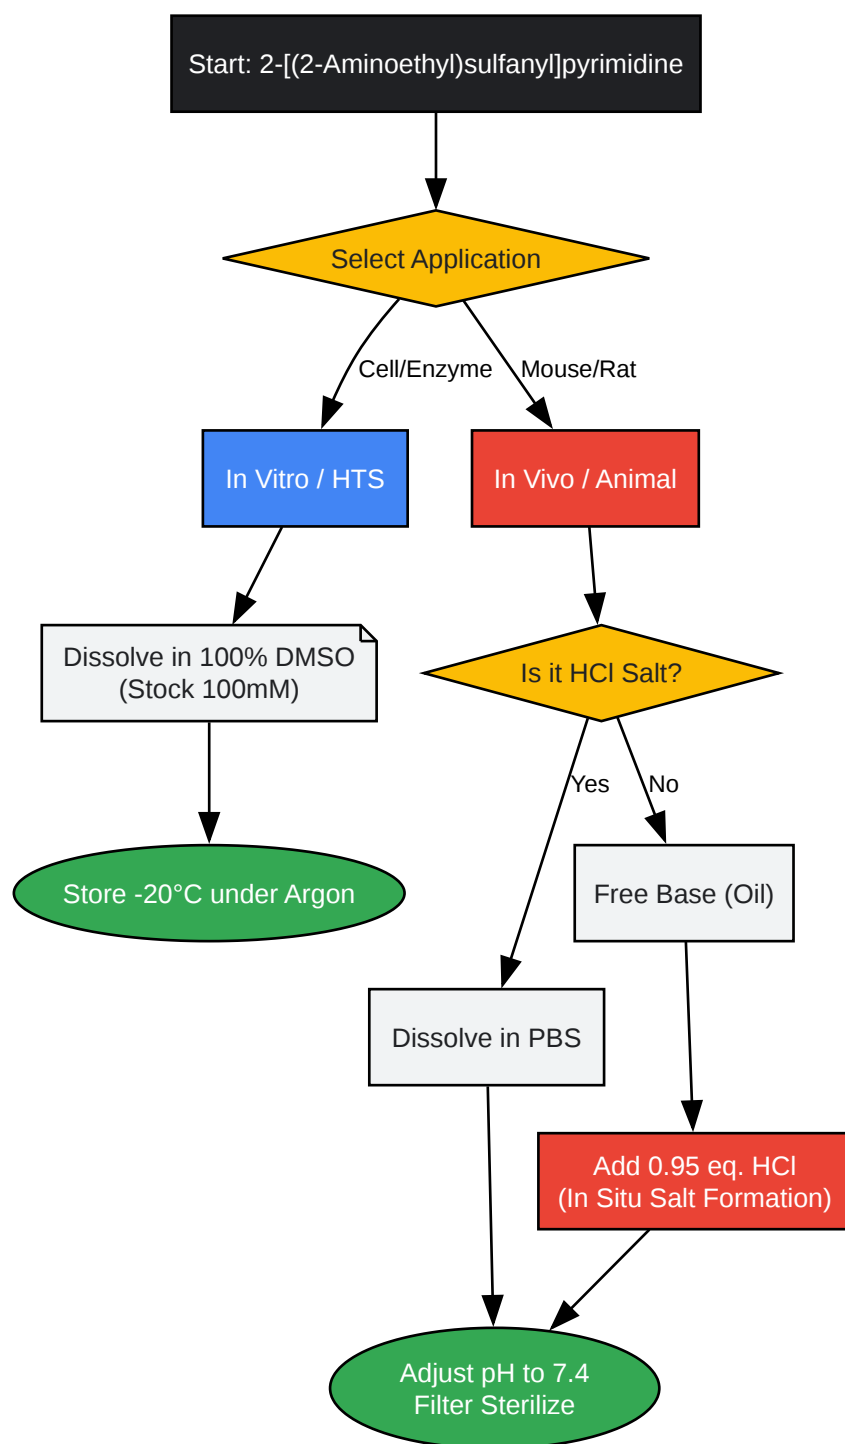 Start: 2-[(2-Aminoethyl)sulfanyl]pyrimidine
Select Application
Cell/Enzyme
Mouse/Rat
In Vitro / HTS
In Vivo / Animal
Dissolve in 100% DMSO
(Stock 100mM)
Is it HCl Salt?
Yes
No
Store -20°C under Argon
Free Base (Oil)
Dissolve in PBS
Add 0.95 eq. HCl
(In Situ Salt Formation)
Adjust pH to 7.4
Filter Sterilize